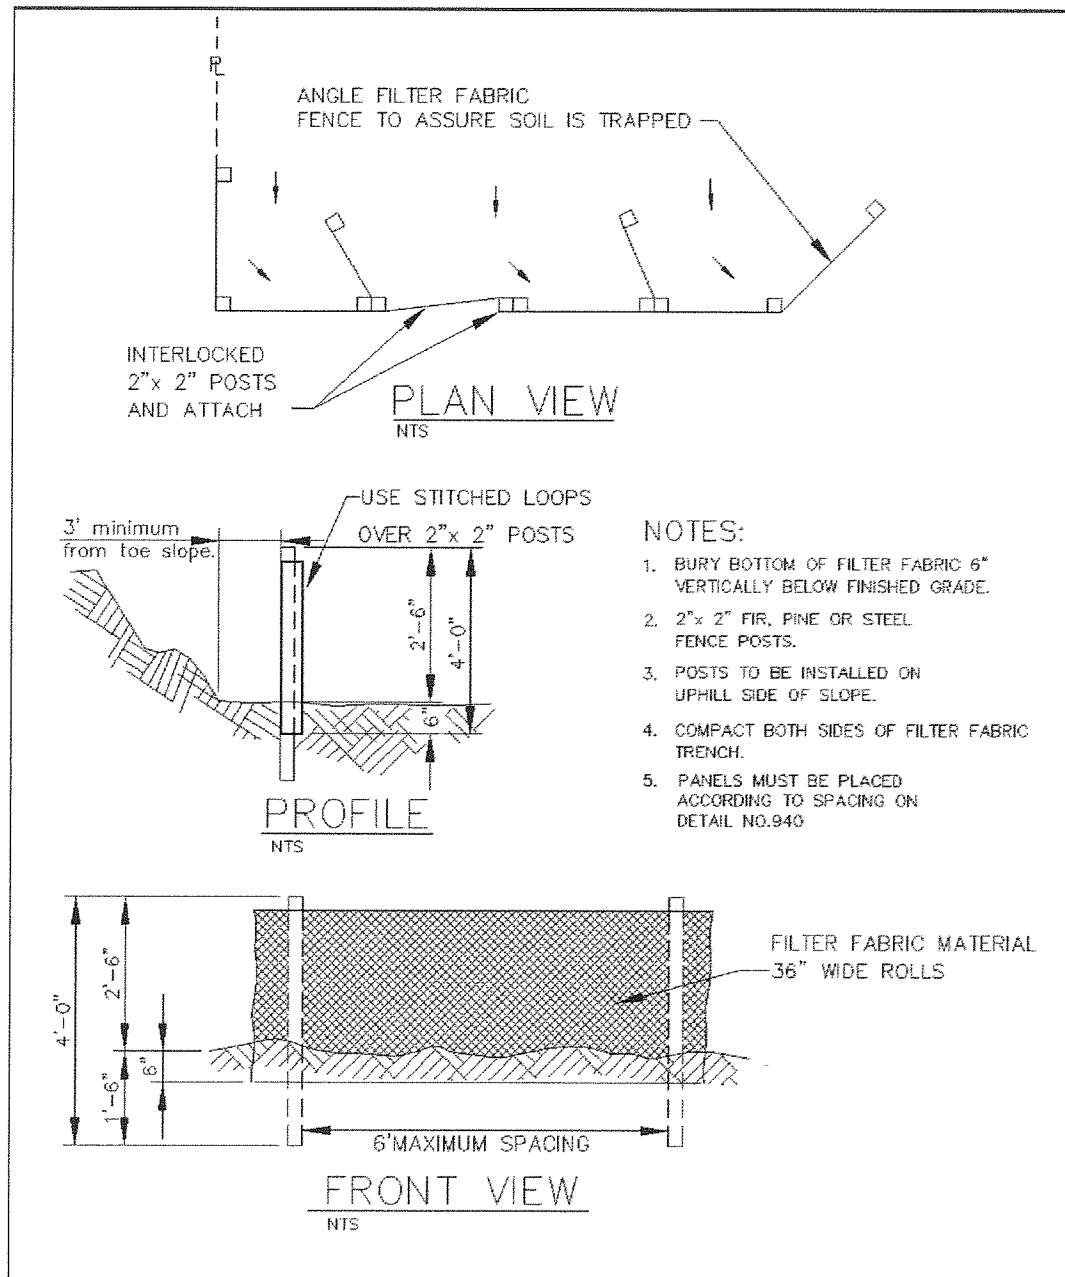 PL
ANGLE FILTER FABRIC
FENCE TO ASSURE SOIL IS TRAPPED
INTERLOCKED
2"x 2" POSTS
AND ATTACH
PLAN VIEW
NTS
USE STITCHED LOOPS
OVER 2"x 2" POSTS
3' minimum
from toe slope.
2'-6"
4'-0"
6"
PROFILE
NTS
NOTES:
1. BURY BOTTOM OF FILTER FABRIC 6"
VERTICALLY BELOW FINISHED GRADE.
2. 2"x 2" FIR, PINE OR STEEL
FENCE POSTS.
3. POSTS TO BE INSTALLED ON
UPHILL SIDE OF SLOPE.
4. COMPACT BOTH SIDES OF FILTER FABRIC
TRENCH.
5. PANELS MUST BE PLACED
ACCORDING TO SPACING ON
DETAIL NO.940
4'-0"
2'-6"
1'-6"
6"
FILTER FABRIC MATERIAL
36" WIDE ROLLS
6'MAXIMUM SPACING
FRONT VIEW
NTS